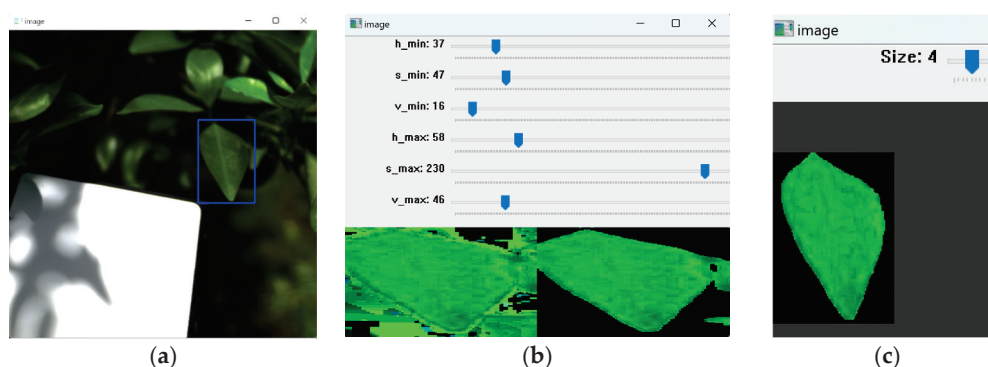 image
image
h_min: 37
s_min: 47
v_min: 16
h_max: 58
s_max: 230
v_max: 46
image
Size: 4
(a)
(b)
(c)